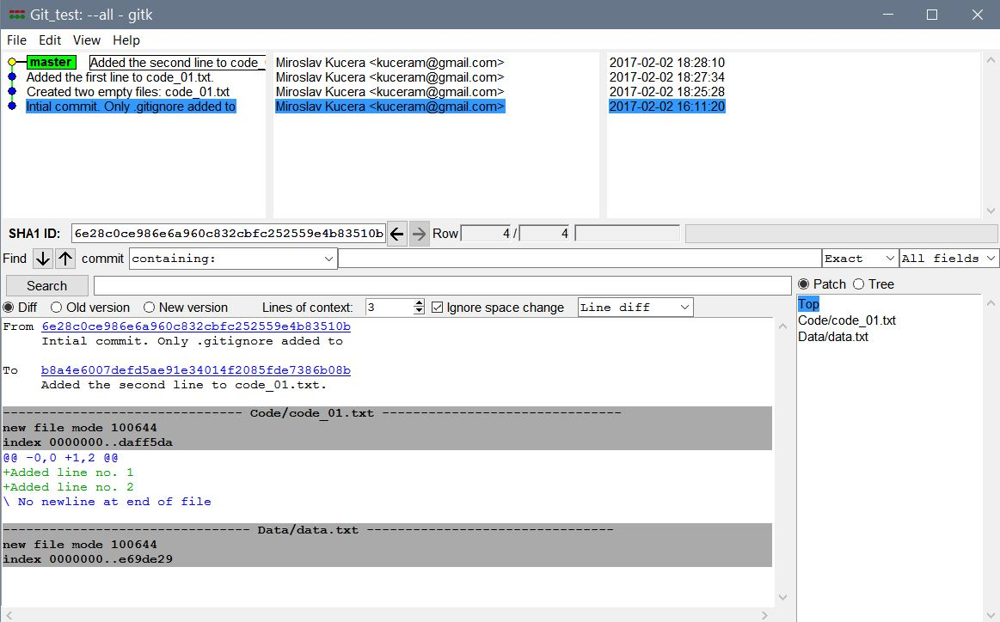 Git_test: --all - gitk
File Edit View Help
master Added the second line to code_ Miroslav Kucera <kuceram@gmail.com> 2017-02-02 18:28:10
Added the first line to code_01.txt. Miroslav Kucera <kuceram@gmail.com> 2017-02-02 18:27:34
Created two empty files: code_01.txt Miroslav Kucera <kuceram@gmail.com> 2017-02-02 18:25:28
Intial commit. Only .gitignore added to Miroslav Kucera <kuceram@gmail.com> 2017-02-02 16:11:20
SHA1 ID: 6e28c0ce986e6a960c832cbfc252559e4b83510b Row 4 / 4
Find commit containing: Exact All fields
Search Patch Tree
Diff Old version New version Lines of context: 3 Ignore space change Line diff
Top
Code/code_01.txt
Data/data.txt
From 6e28c0ce986e6a960c832cbfc252559e4b83510b
Intial commit. Only .gitignore added to
To b8a4e6007defd5ae91e34014f2085fde7386b08b
Added the second line to code_01.txt.
------------------------------- Code/code_01.txt -------------------------------
new file mode 100644
index 0000000..daff5da
@@ -0,0 +1,2 @@
+Added line no. 1
+Added line no. 2
\ No newline at end of file
-------------------------------- Data/data.txt --------------------------------
new file mode 100644
index 0000000..e69de29